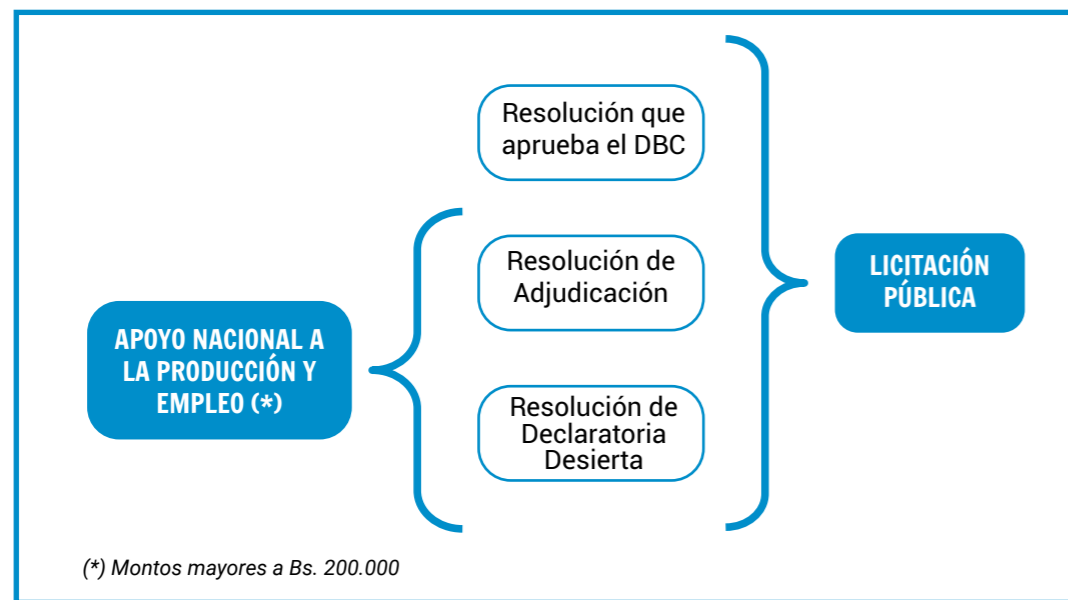 Resolución que
aprueba el DBC
Resolución de
Adjudicación
Resolución de
Declaratoria
Desierta
APOYO NACIONAL A
LA PRODUCCIÓN Y
EMPLEO (*)
LICITACIÓN
PÚBLICA
(*) Montos mayores a Bs. 200.000